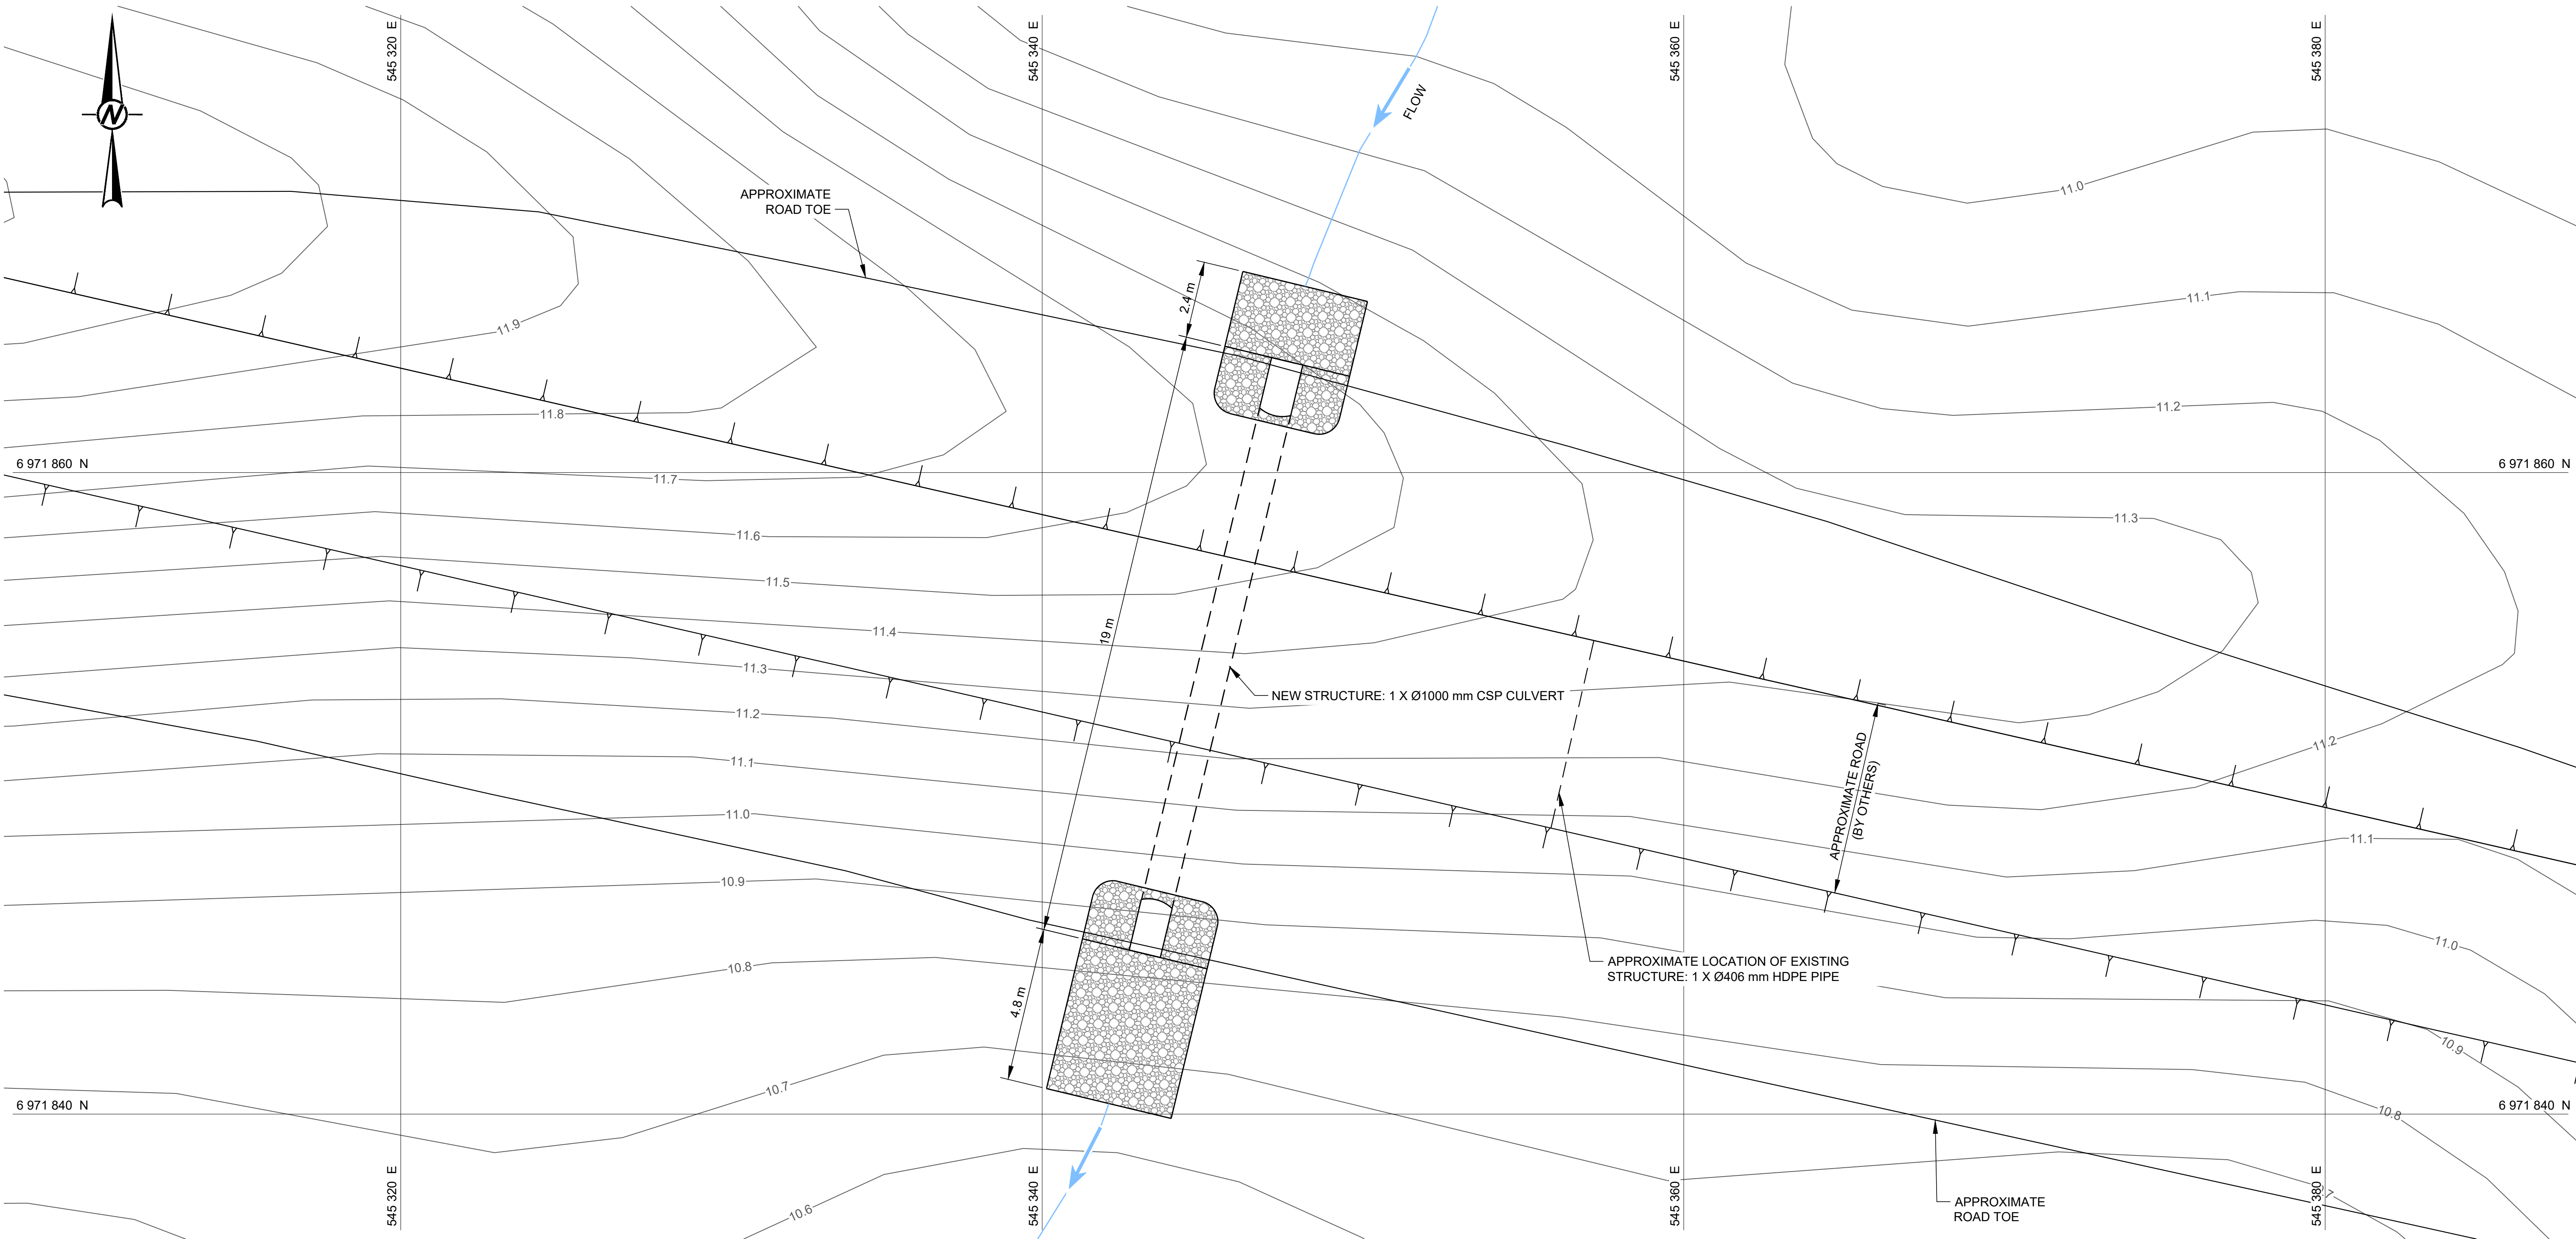 545 320 E
545 340 E
545 360 E
545 380 E
N
FLOW
APPROXIMATE
ROAD TOE
11.0
2.4 m
11.1
11.9
11.8
11.2
6 971 860 N
6 971 860 N
11.7
11.3
11.6
11.5
11.4
19 m
11.3
NEW STRUCTURE: 1 X Ø1000 mm CSP CULVERT
11.2
11.2
APPROXIMATE ROAD
(BY OTHERS)
11.1
11.0
11.1
10.9
11.0
10.8
APPROXIMATE LOCATION OF EXISTING
STRUCTURE: 1 X Ø406 mm HDPE PIPE
4.8 m
10.9
10.7
6 971 840 N
10.8
6 971 840 N
545 320 E
545 340 E
545 360 E
545 380 E
10.6
APPROXIMATE
ROAD TOE